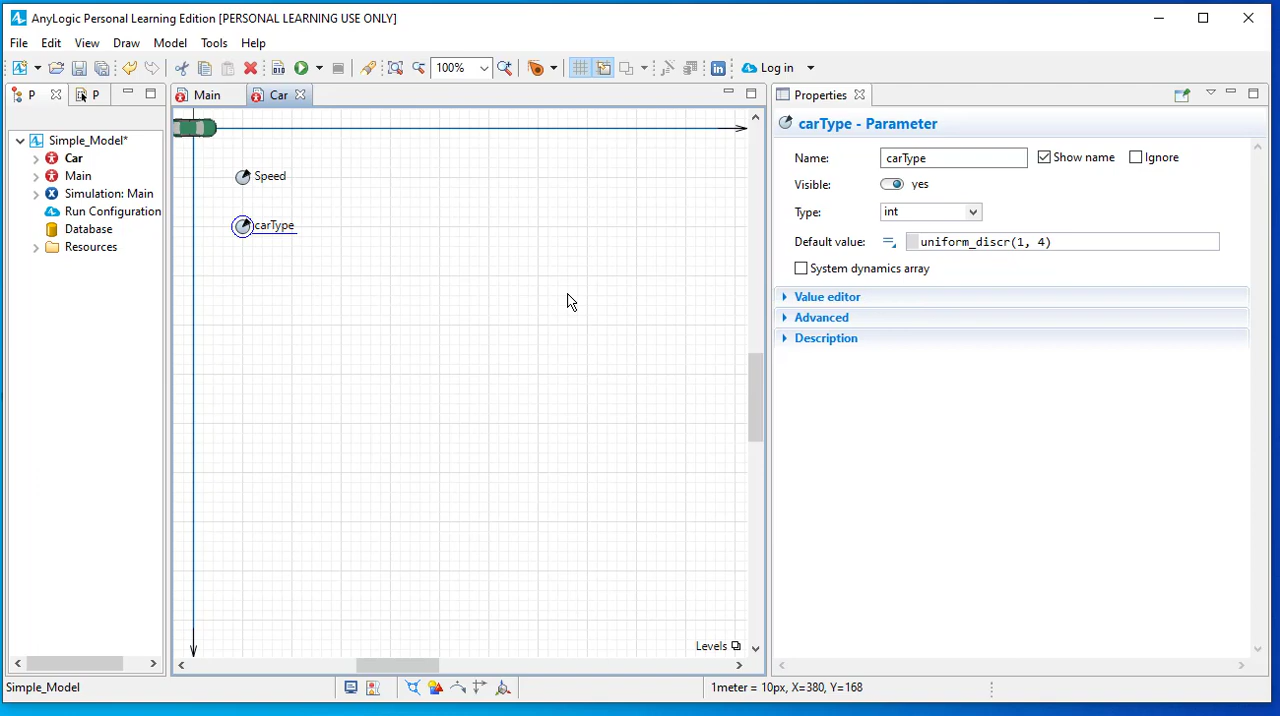 AnyLogic Personal Learning Edition [PERSONAL LEARNING USE ONLY]
File Edit View Draw Model Tools Help
100% Log in
P P
Simple_Model*
Car
Main
Simulation: Main
Run Configuration
Database
Resources
Main Car
Speed
carType
Levels
Properties
carType - Parameter
Name: carType Show name Ignore
Visible: yes
Type: int
Default value: uniform_discr(1, 4)
System dynamics array
Value editor
Advanced
Description
Simple_Model 1meter = 10px, X=380, Y=168